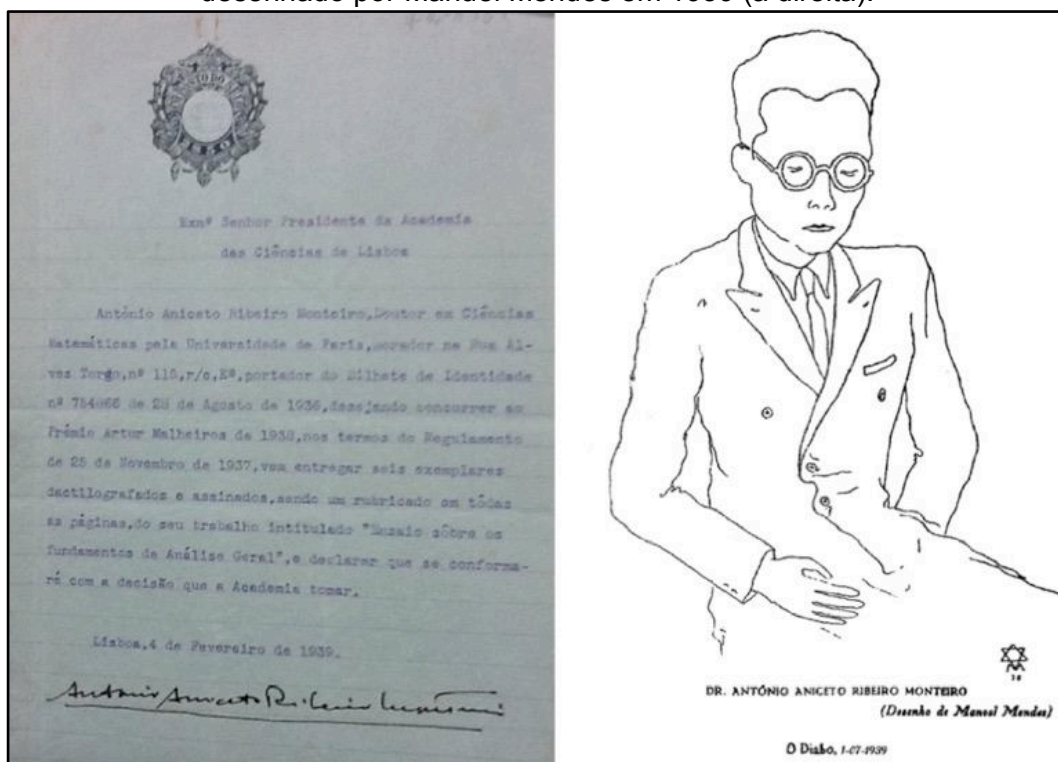 desenhado por Manuel Mendes em 1939 (à direita).
Exmº Senhor Presidente da Academia
das Ciências de Lisboa
António Aniceto Ribeiro Monteiro,Doutor em Ciências
Matemáticas pela Universidade de Paris,morador na Rua Al-
ves Torgo,nº 115,r/c,Eº,portador do Bilhete de Identidade
nº 754866 de 28 de Agosto de 1936,desejando concorrer ao
Prémio Artur Malheiros de 1938,nos termos do Regulamento
de 25 de Novembro de 1937,vem entregar seis exemplares
dactilografados e assinados,sendo um rubricado em tôdas
as páginas,do seu trabalho intitulado "Ensaio sôbre os
fundamentos da Análise Geral",e declarar que se conforma-
rá com a decisão que a Academia tomar.
Lisboa,4 de Fevereiro de 1939.
António Aniceto Ribeiro Monteiro
DR. ANTÓNIO ANICETO RIBEIRO MONTEIRO
(Desenho de Manuel Mendes)
O Diabo, 1-07-1939